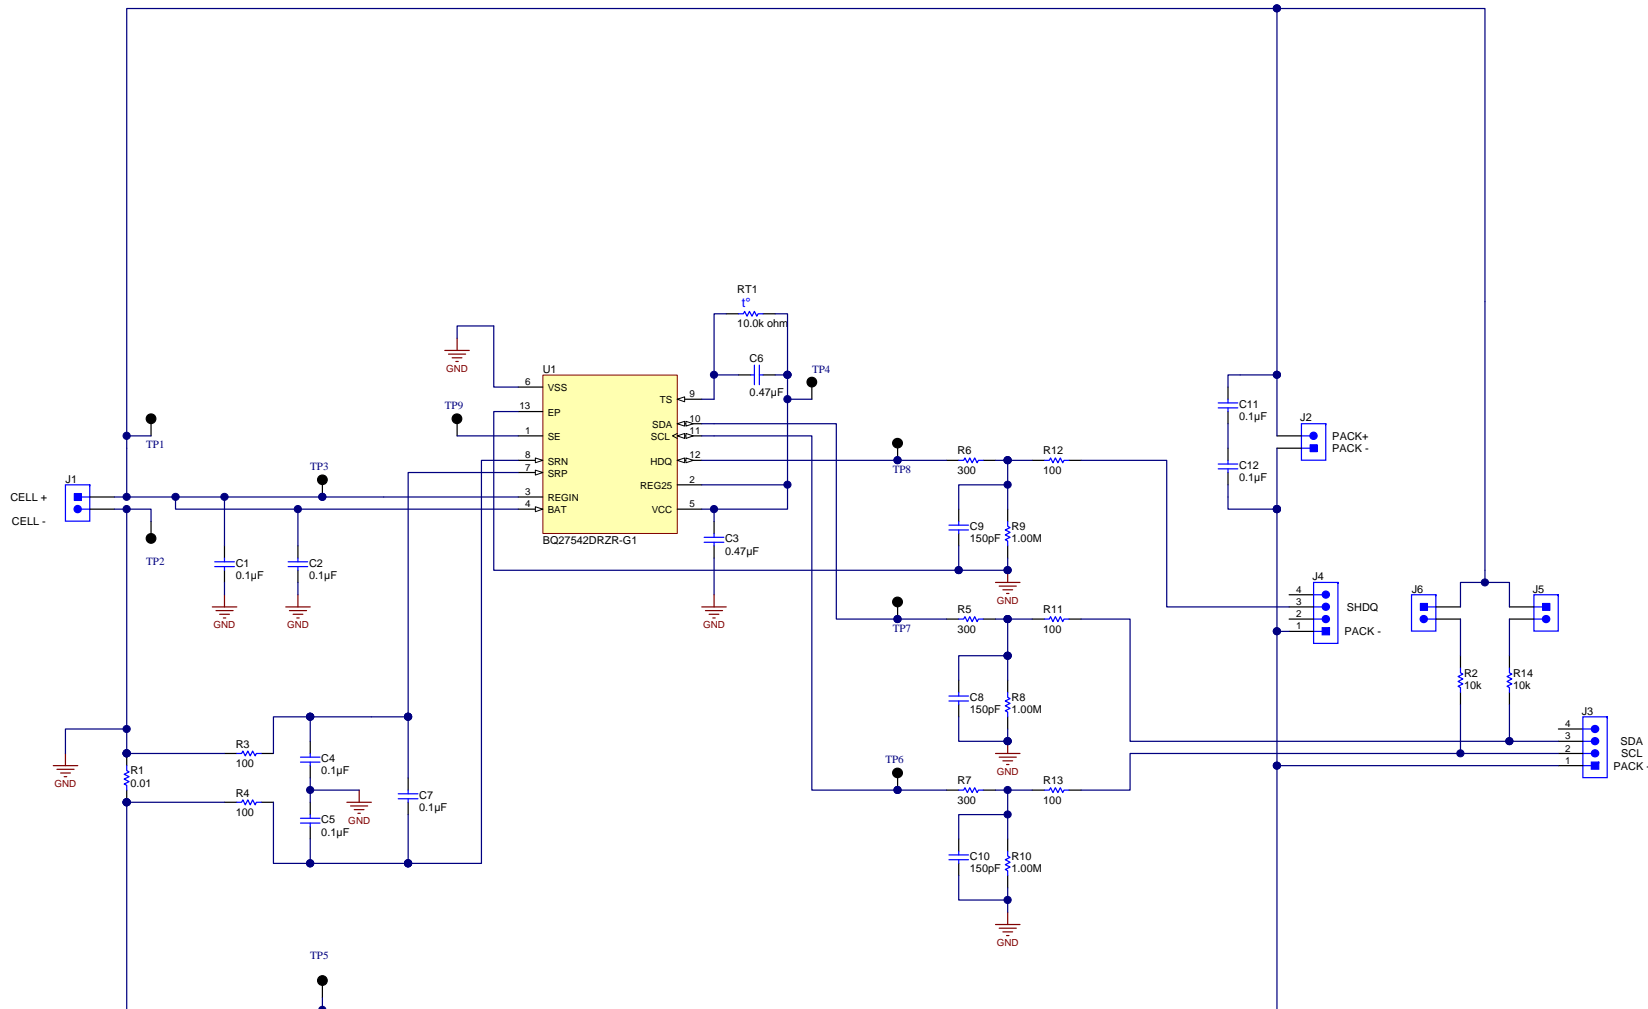 RT1
t°
10.0k ohm
C6
0.47µF
TP4
GND
U1
6
VSS
13
EP
1
SE
8
SRN
7
SRP
3
REGIN
4
BAT
TS
9
SDA
10
SCL
11
HDQ
12
REG25
2
VCC
5
BQ27542DRZR-G1
TP9
TP1
TP3
J1
CELL +
CELL -
TP2
C1
0.1µF
GND
C2
0.1µF
GND
C3
0.47µF
GND
TP8
R6
300
R12
100
C9
150pF
R9
1.00M
GND
C11
0.1µF
C12
0.1µF
J2
PACK+
PACK -
J4
4
3
2
1
SHDQ
PACK -
J6
J5
R2
10k
R14
10k
TP7
R5
300
R11
100
C8
150pF
R8
1.00M
GND
J3
4
3
2
1
SDA
SCL
PACK -
TP6
R7
300
R13
100
C10
150pF
R10
1.00M
GND
GND
R1
0.01
R3
100
R4
100
C4
0.1µF
C5
0.1µF
GND
C7
0.1µF
TP5